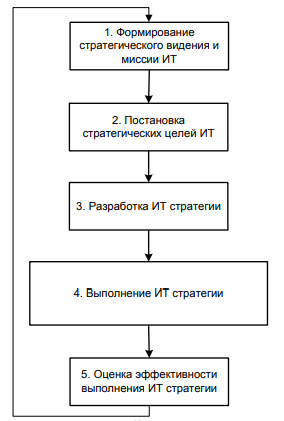 1. Формирование
стратегического видения и
миссии ИТ
2. Постановка
стратегических целей ИТ
3. Разработка ИТ стратегии
4. Выполнение ИТ стратегии
5. Оценка эффективности
выполнения ИТ стратегии